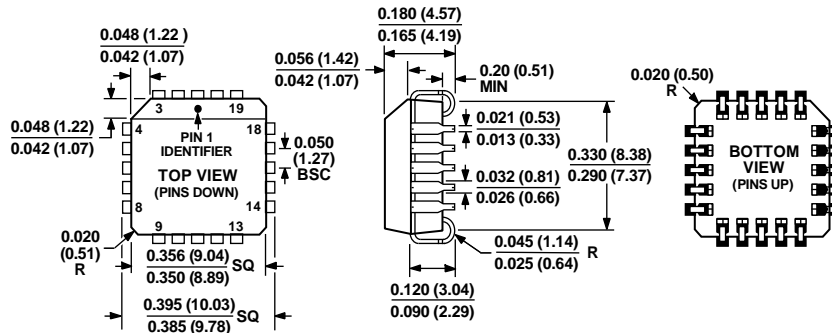 0.048 (1.22 )
0.042 (1.07)
0.048 (1.22)
0.042 (1.07)
3
19
4
18
PIN 1
IDENTIFIER
TOP VIEW
(PINS DOWN)
8
14
9
13
0.050
(1.27)
BSC
0.020
(0.51)
R
0.356 (9.04)
0.350 (8.89)
SQ
0.395 (10.03)
0.385 (9.78)
SQ
0.180 (4.57)
0.165 (4.19)
0.056 (1.42)
0.042 (1.07)
0.20 (0.51)
MIN
0.021 (0.53)
0.013 (0.33)
0.032 (0.81)
0.026 (0.66)
0.330 (8.38)
0.290 (7.37)
0.045 (1.14)
0.025 (0.64)
R
0.120 (3.04)
0.090 (2.29)
0.020 (0.50)
R
BOTTOM
VIEW
(PINS UP)